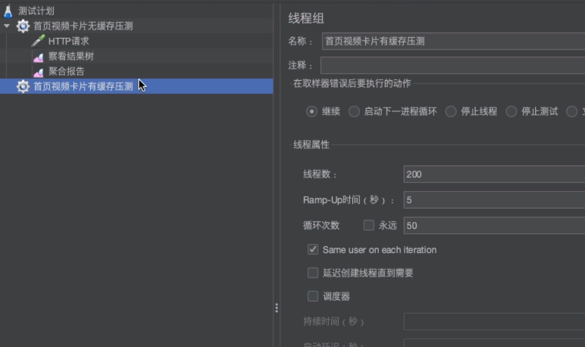 测试计划
首页视频卡片无缓存压测
HTTP请求
察看结果树
聚合报告
首页视频卡片有缓存压测
线程组
名称： 首页视频卡片有缓存压测
注释：
在取样器错误后要执行的动作
继续 启动下一进程循环 停止线程 停止测试
线程属性
线程数： 200
Ramp-Up时间（秒）： 5
循环次数 永远 50
Same user on each iteration
延迟创建线程直到需要
调度器
持续时间（秒）